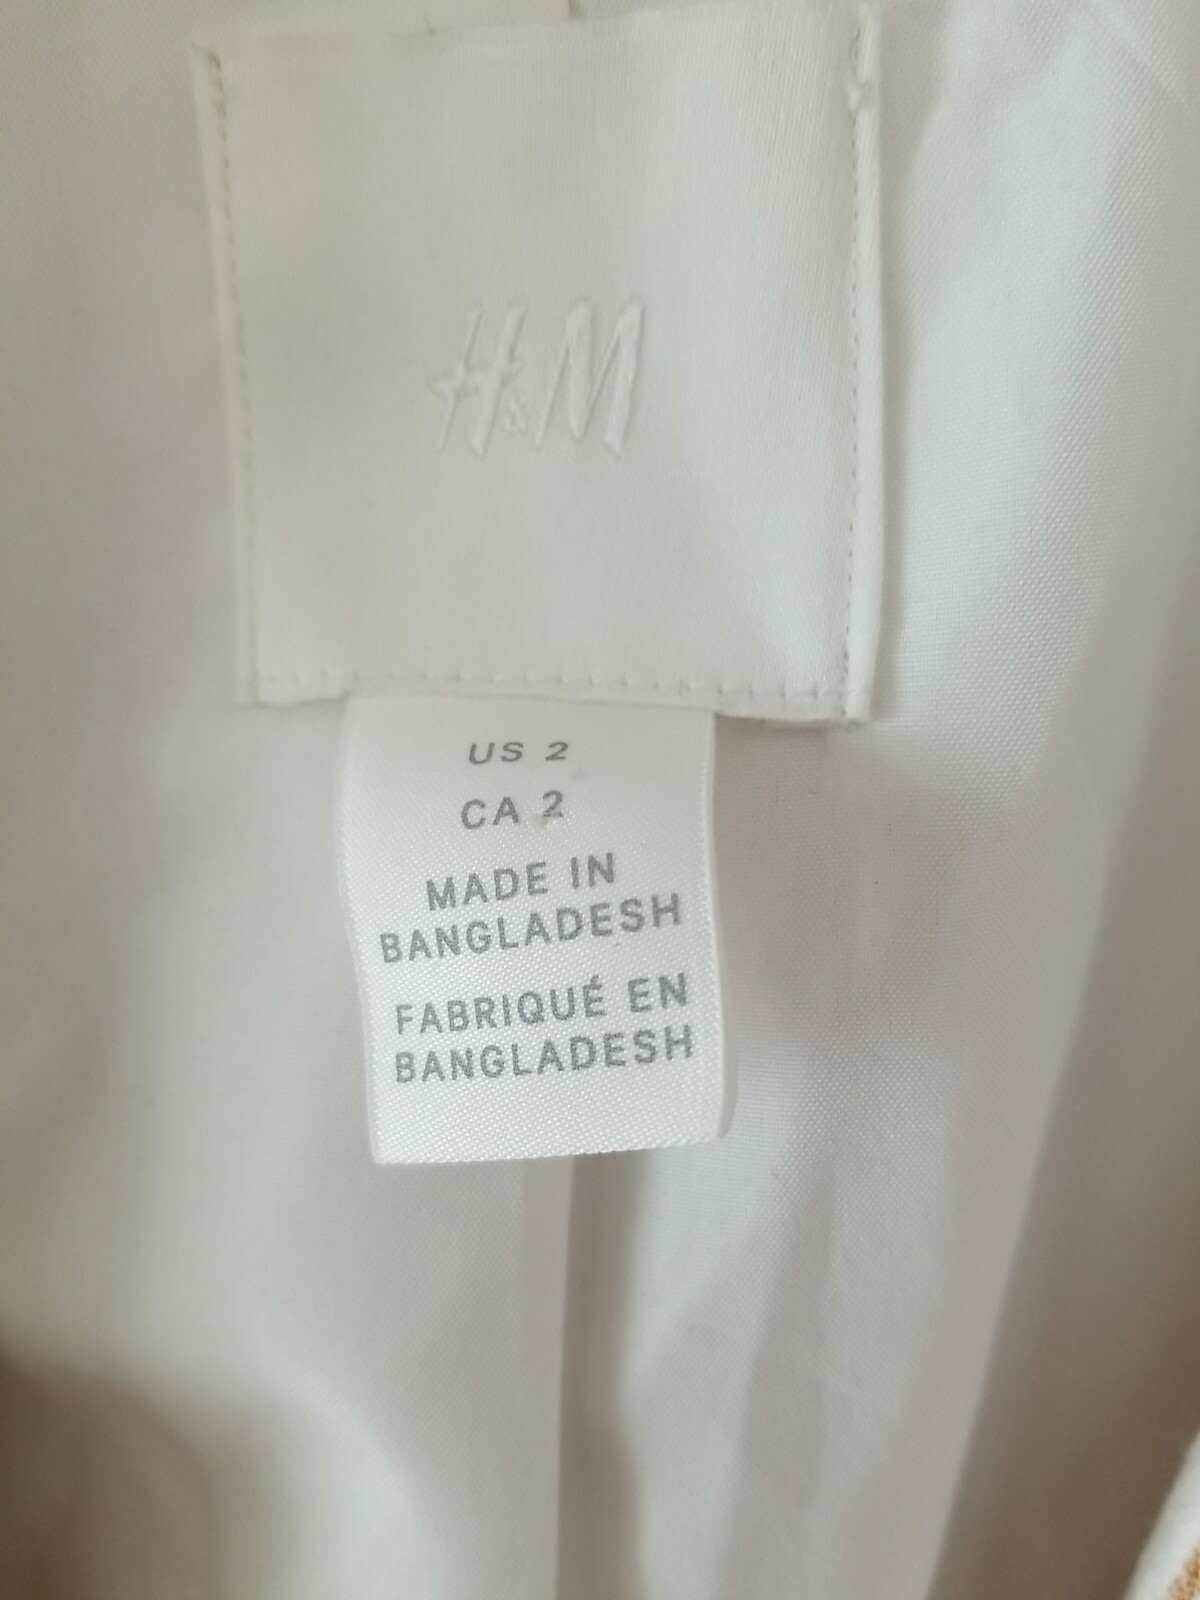 H&M
US 2
CA 2
MADE IN
BANGLADESH
FABRIQUÉ EN
BANGLADESH